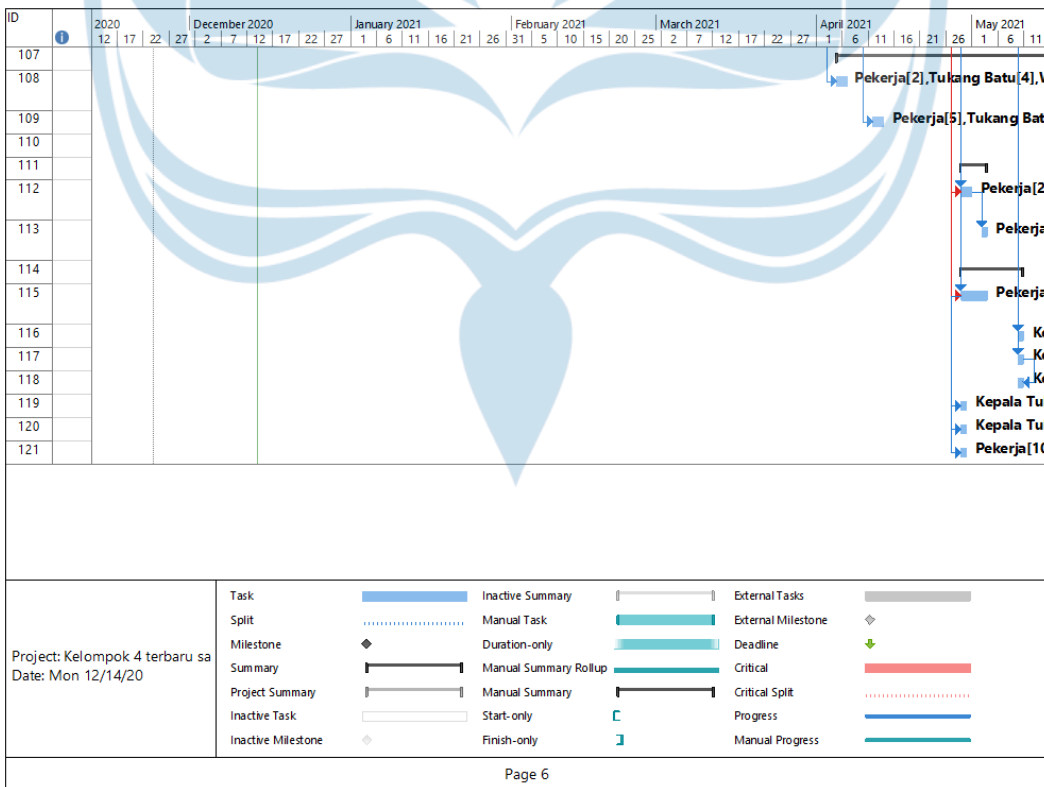 ID
2020 December 2020 January 2021 February 2021 March 2021 April 2021 May 2021
12 17 22 27 2 7 12 17 22 27 1 6 11 16 21 26 31 5 10 15 20 25 2 7 12 17 22 27 1 6 11 16 21 26 1 6 11
107
108 Pekerja[2],Tukang Batu[4],
109 Pekerja[5],Tukang Bat
110
111
112 Pekerja[2
113 Pekerja
114
115 Pekerja
116 Ke
117 Ke
118 Ke
119 Kepala Tu
120 Kepala Tu
121 Pekerja[10
Project: Kelompok 4 terbaru sa
Date: Mon 12/14/20
Task Inactive Summary External Tasks
Split Manual Task External Milestone
Milestone Duration-only Deadline
Summary Manual Summary Rollup Critical
Project Summary Manual Summary Critical Split
Inactive Task Start-only Progress
Inactive Milestone Finish-only Manual Progress
Page 6